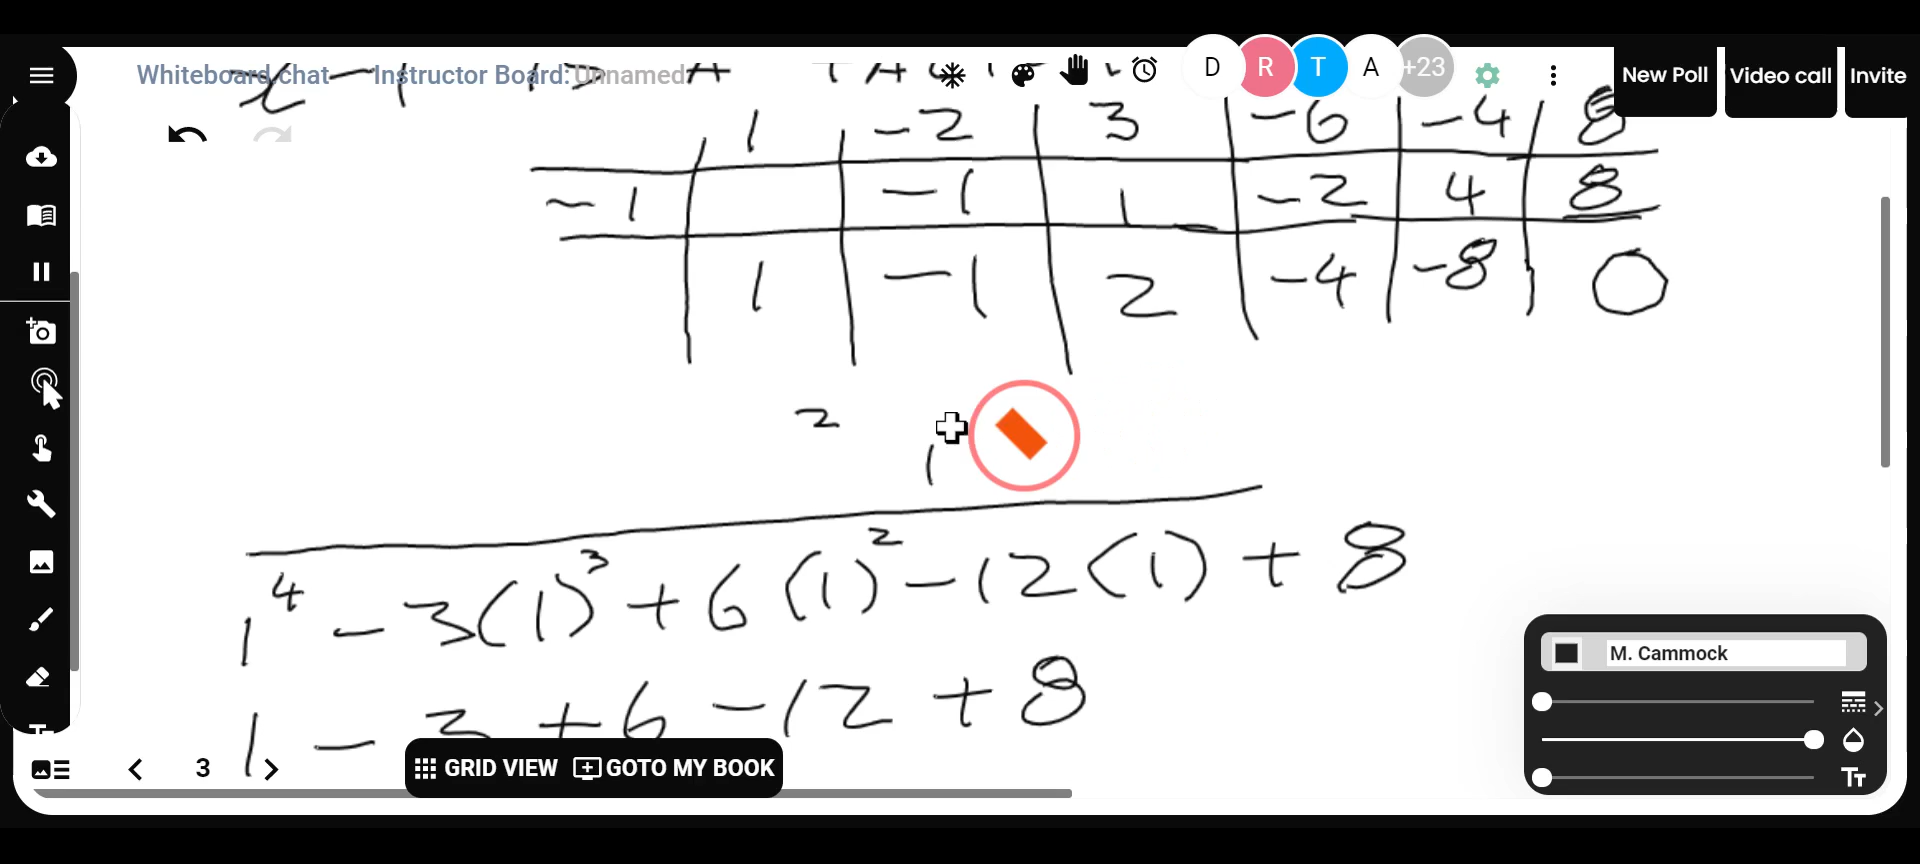 Whiteboard chat Instructor Board: Unnamed
D R T A +23
New Poll Video call Invite
1 -2 3 -6 -4 8
-1 -1 1 -2 4 8
1 -1 2 -4 -8 0
2
1
1⁴ - 3(1)³ + 6(1)² - 12(1) + 8
1 - 3 + 6 - 12 + 8
M. Cammock
3 GRID VIEW GOTO MY BOOK